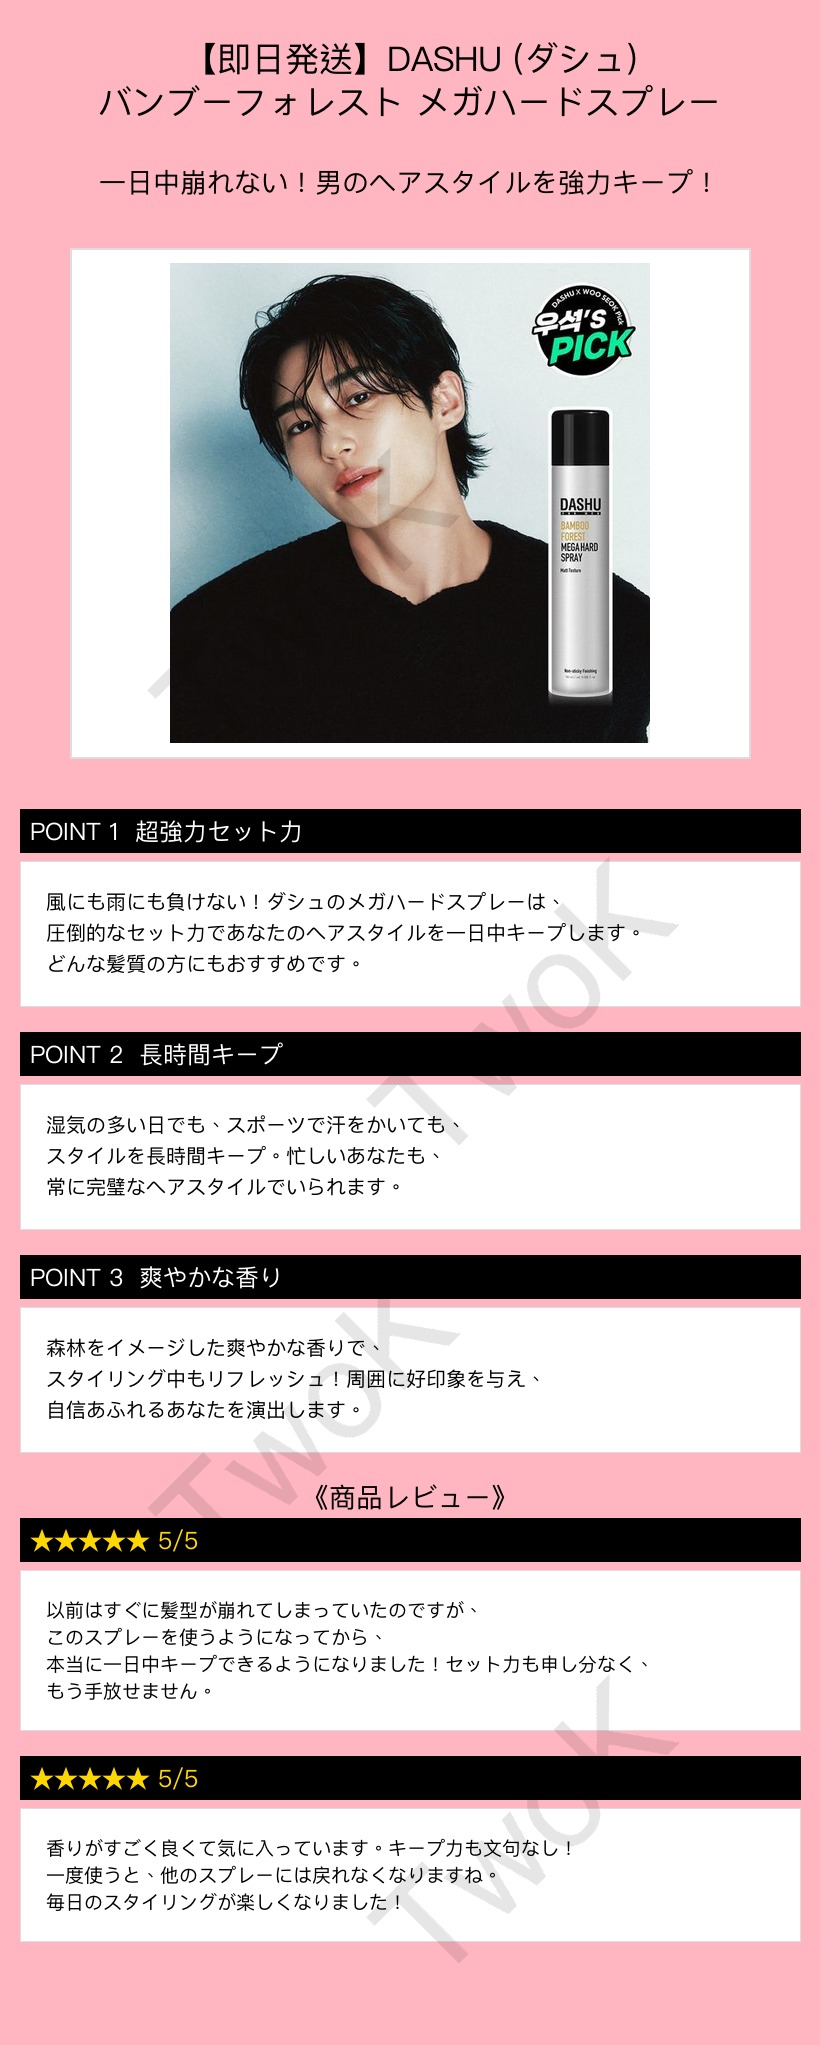 【即日発送】DASHU (ダシュ)
バンブーフォレスト メガハードスプレー
一日中崩れない！男のヘアスタイルを強力キープ！
DASHU X WOO SEOK Pick
우석's
PICK
DASHU
FOR MEN
BAMBOO
FOREST
MEGA HARD
SPRAY
Matt Texture
Non-sticky Finishing
POINT 1 超強力セット力
風にも雨にも負けない！ダシュのメガハードスプレーは、
圧倒的なセット力であなたのヘアスタイルを一日中キープします。
どんな髪質の方にもおすすめです。
POINT 2 長時間キープ
湿気の多い日でも、スポーツで汗をかいても、
スタイルを長時間キープ。忙しいあなたも、
常に完璧なヘアスタイルでいられます。
POINT 3 爽やかな香り
森林をイメージした爽やかな香りで、
スタイリング中もリフレッシュ！周囲に好印象を与え、
自信あふれるあなたを演出します。
《商品レビュー》
★★★★★ 5/5
以前はすぐに髪型が崩れてしまっていたのですが、
このスプレーを使うようになってから、
本当に一日中キープできるようになりました！セット力も申し分なく、
もう手放せません。
★★★★★ 5/5
香りがすごく良くて気に入っています。キープ力も文句なし！
一度使うと、他のスプレーには戻れなくなりますね。
毎日のスタイリングが楽しくなりました！
TwoK
TwoK
TwoK
TwoK